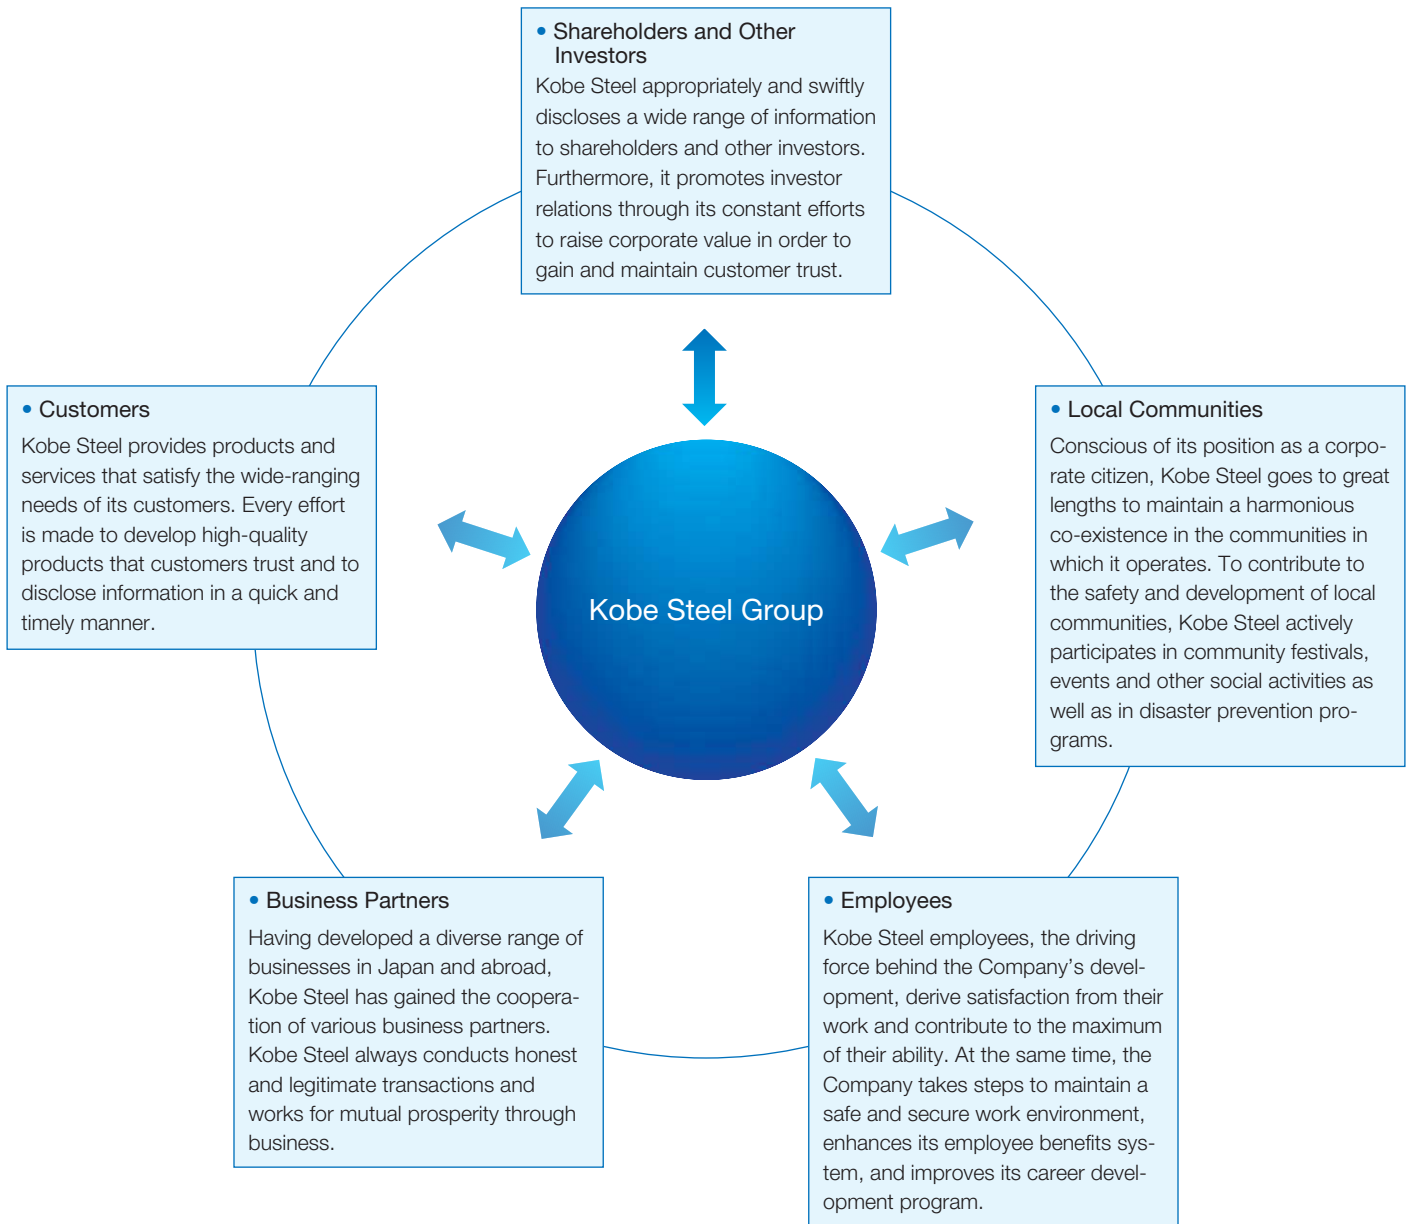 • Shareholders and Other
Investors
Kobe Steel appropriately and swiftly
discloses a wide range of information
to shareholders and other investors.
Furthermore, it promotes investor
relations through its constant efforts
to raise corporate value in order to
gain and maintain customer trust.
• Customers
Kobe Steel provides products and
services that satisfy the wide-ranging
needs of its customers. Every effort
is made to develop high-quality
products that customers trust and to
disclose information in a quick and
timely manner.
• Local Communities
Conscious of its position as a corpo-
rate citizen, Kobe Steel goes to great
lengths to maintain a harmonious
co-existence in the communities in
which it operates. To contribute to
the safety and development of local
communities, Kobe Steel actively
participates in community festivals,
events and other social activities as
well as in disaster prevention pro-
grams.
Kobe Steel Group
• Business Partners
Having developed a diverse range of
businesses in Japan and abroad,
Kobe Steel has gained the coopera-
tion of various business partners.
Kobe Steel always conducts honest
and legitimate transactions and
works for mutual prosperity through
business.
• Employees
Kobe Steel employees, the driving
force behind the Company’s devel-
opment, derive satisfaction from their
work and contribute to the maximum
of their ability. At the same time, the
Company takes steps to maintain a
safe and secure work environment,
enhances its employee benefits sys-
tem, and improves its career devel-
opment program.